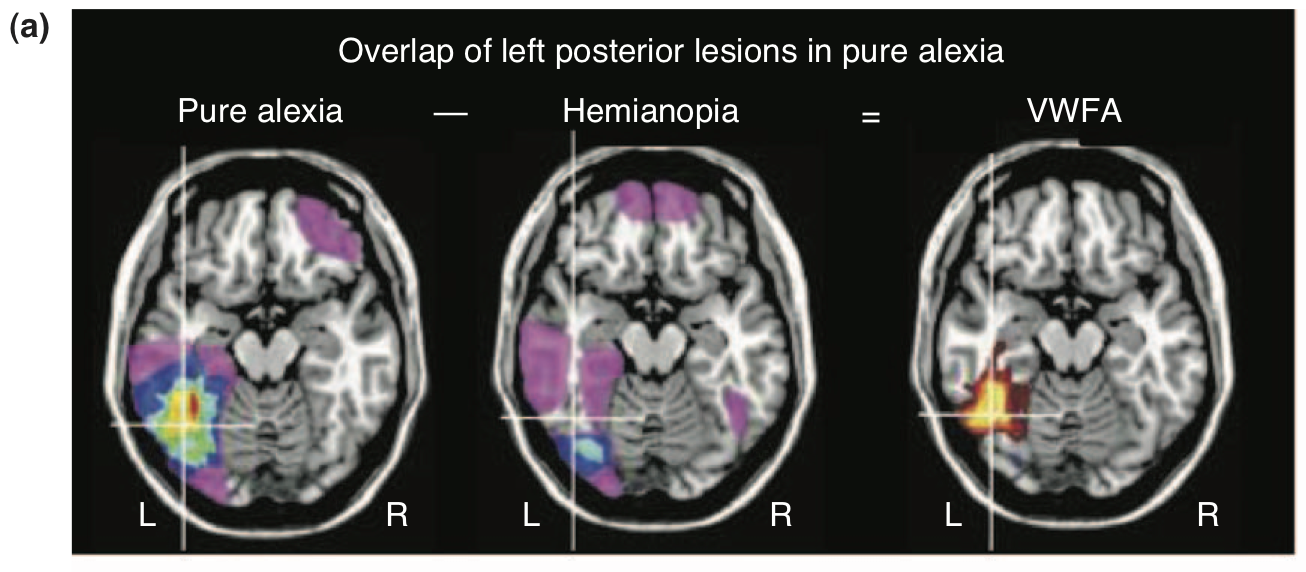 (a)
Overlap of left posterior lesions in pure alexia
Pure alexia — Hemianopia = VWFA
L R L R L R